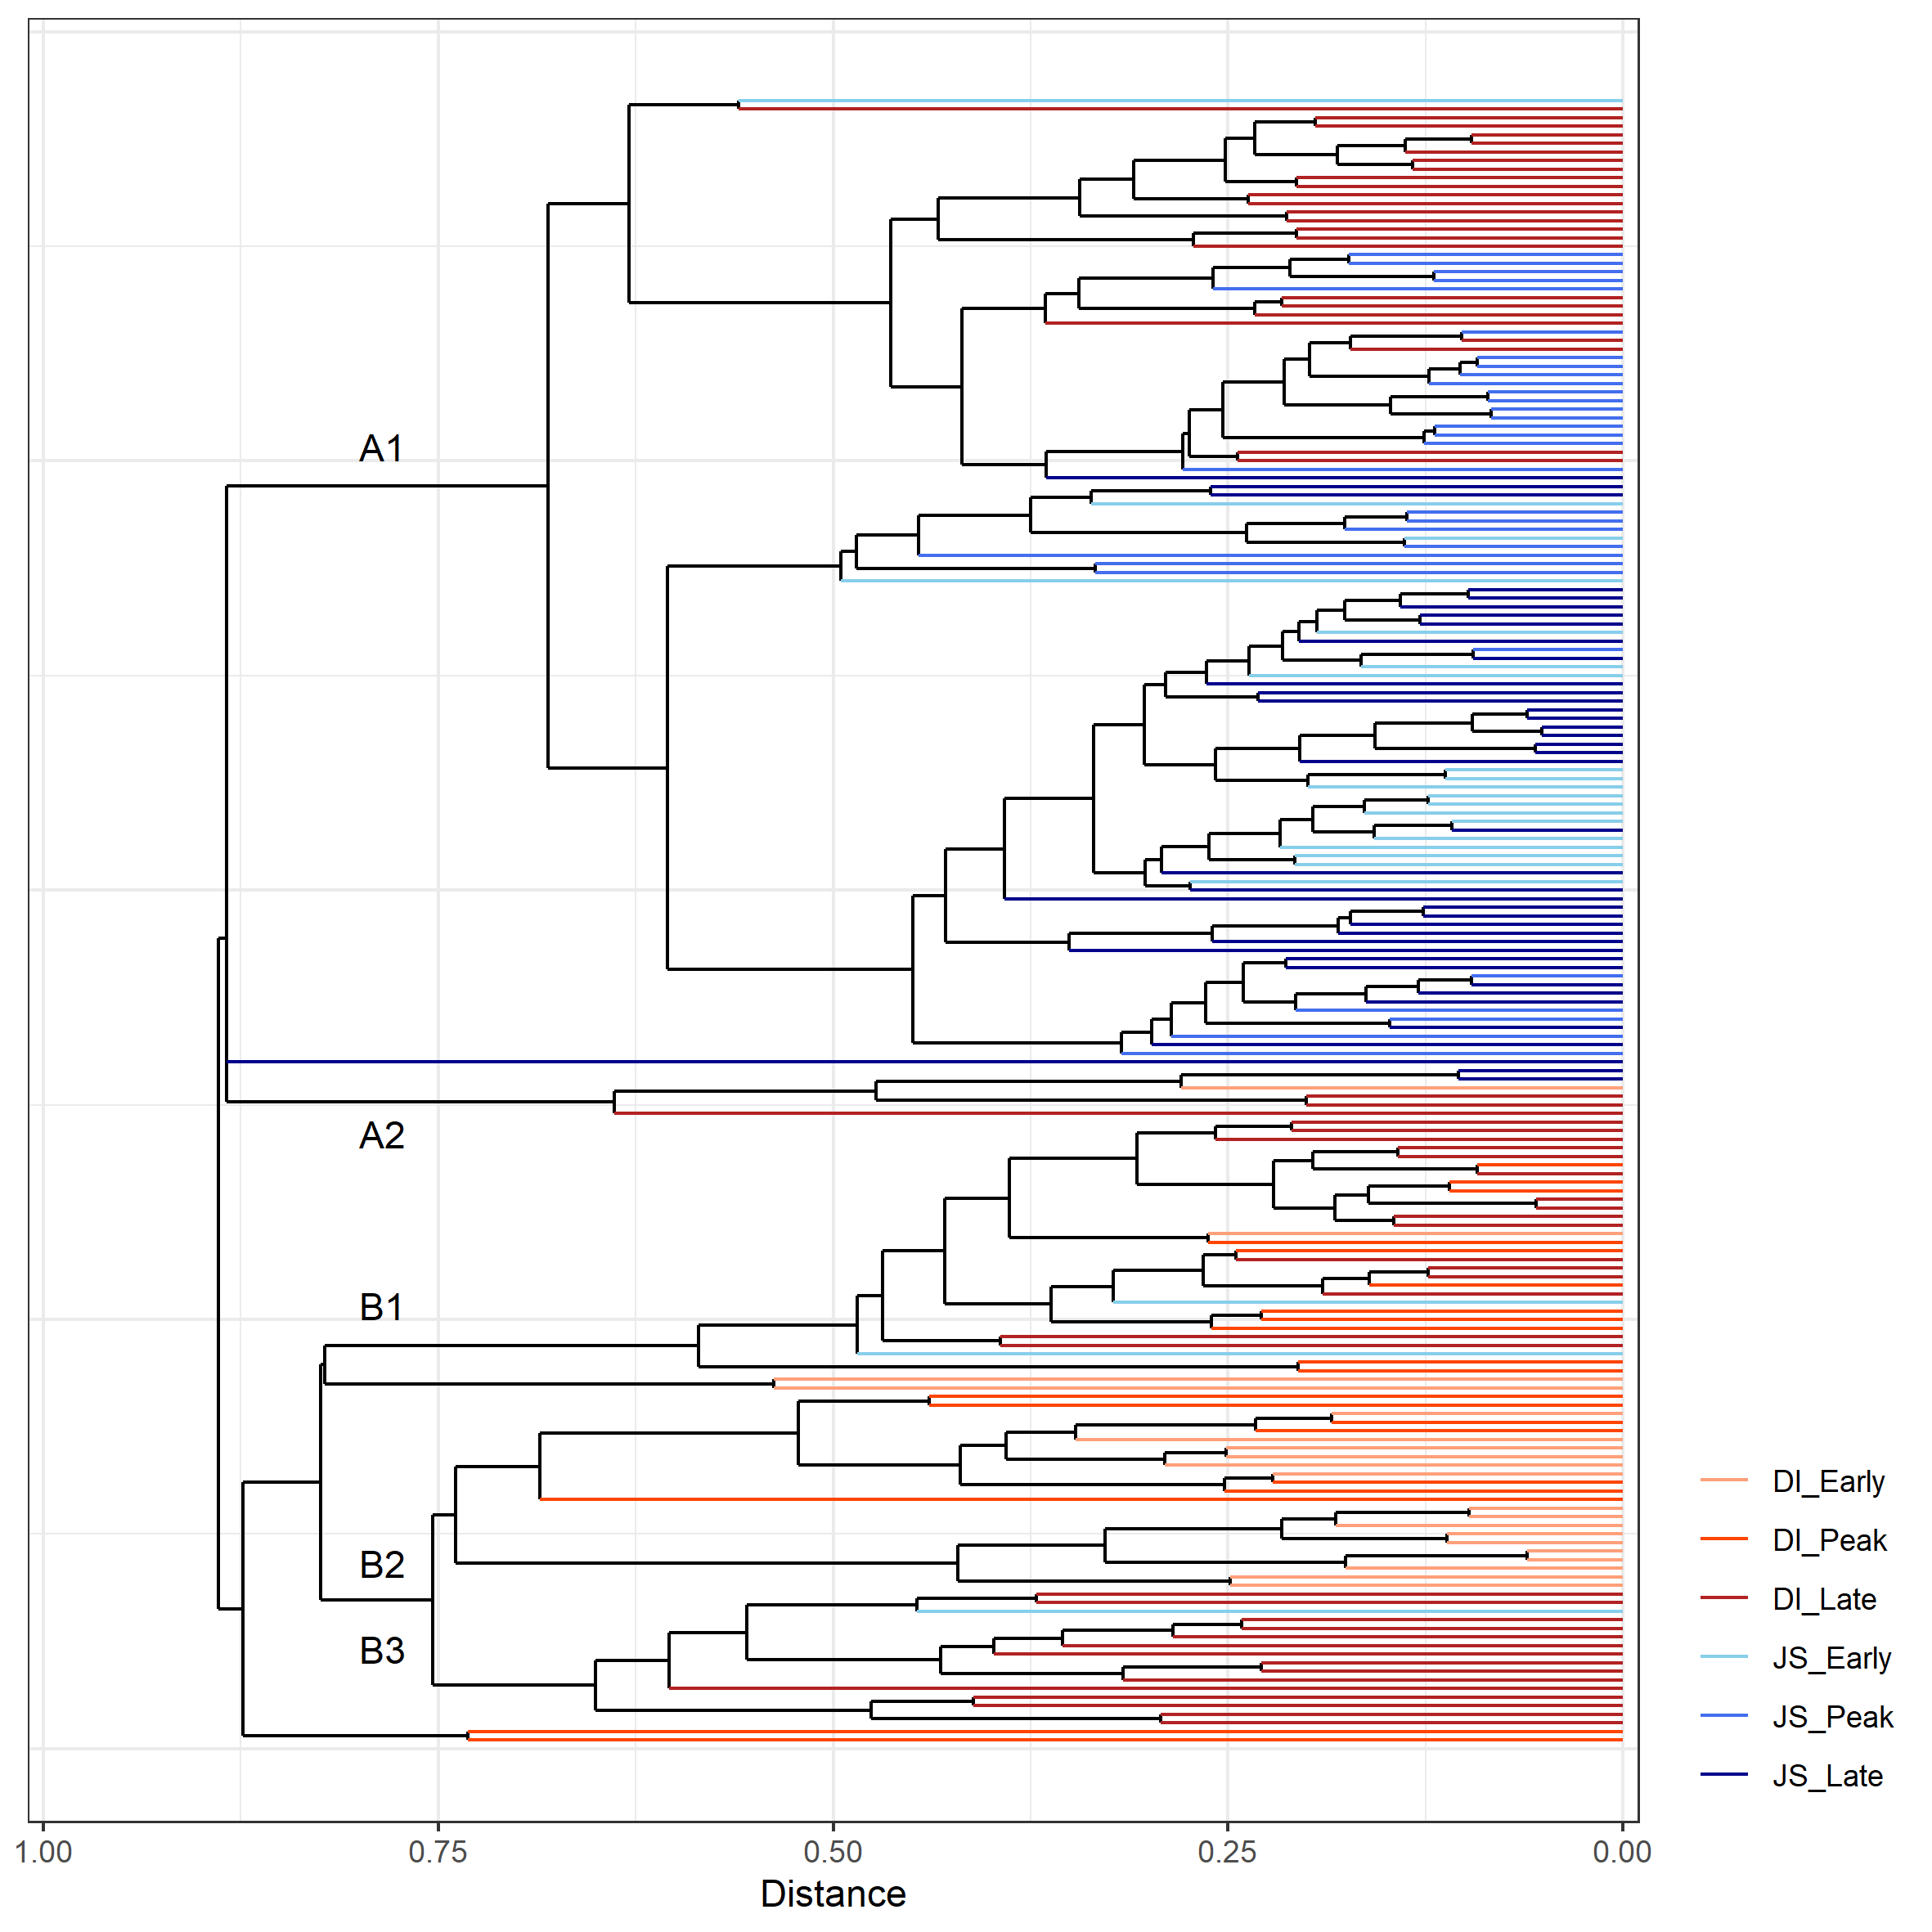 A1
A2
B1
B2
B3
DI_Early
DI_Peak
DI_Late
JS_Early
JS_Peak
JS_Late
1.00 0.75 0.50 0.25 0.00
Distance